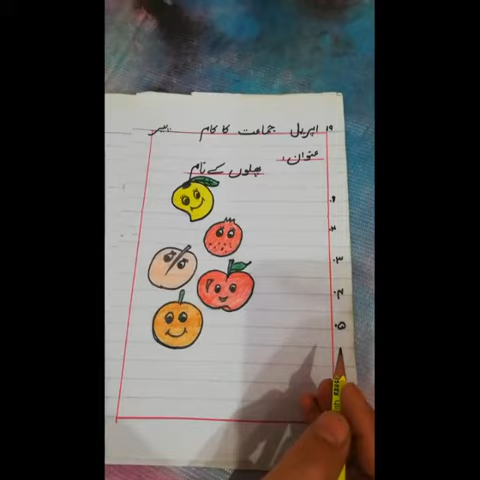 ۱۹ اپریل جماعت کا کام
عنوان:
پھلوں کے نام
۱.
۲.
۳.
۴.
۵.